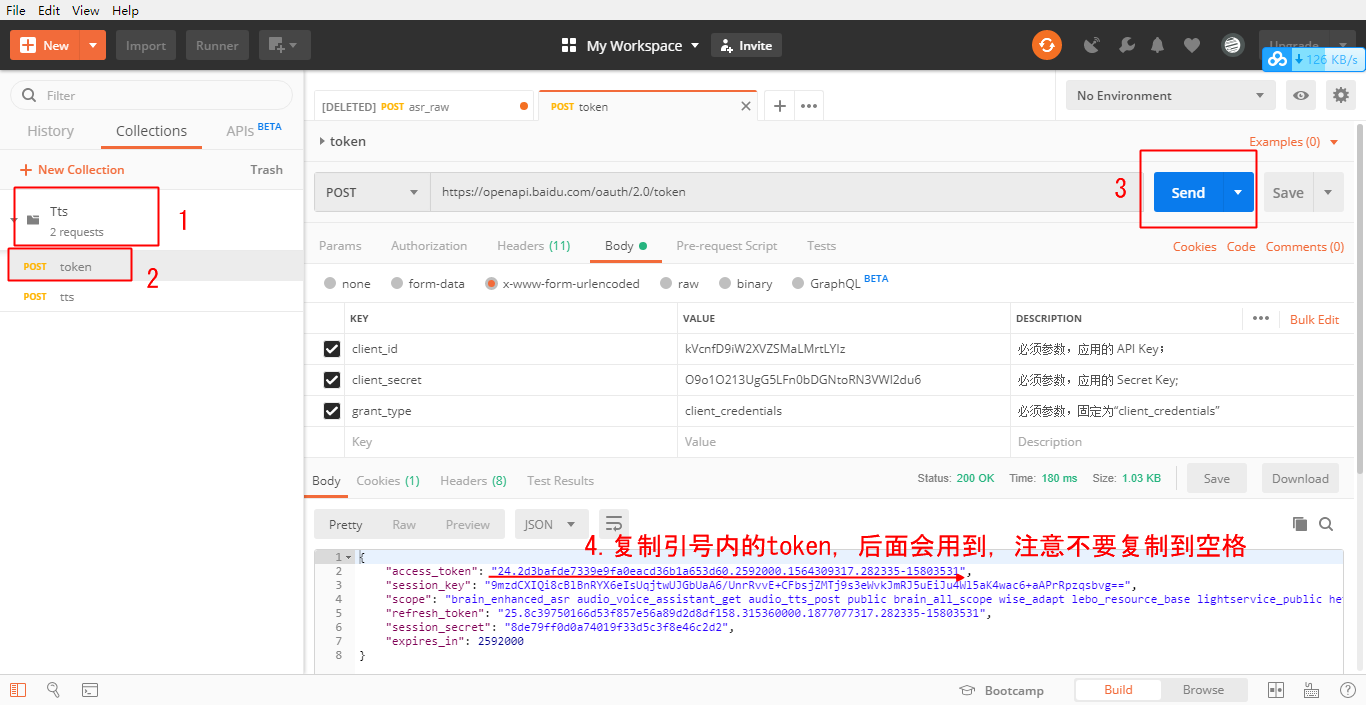 File Edit View Help
New Import Runner My Workspace Invite Upgrade
126 KB/s
Filter
History Collections APIs BETA
New Collection Trash
Tts
2 requests
1
POST token
2
POST tts
[DELETED] POST asr_raw POST token
No Environment
token
Examples (0)
POST https://openapi.baidu.com/oauth/2.0/token
3
Send Save
Params Authorization Headers (11) Body Pre-request Script Tests
Cookies Code Comments (0)
none form-data x-www-form-urlencoded raw binary GraphQL BETA
KEY VALUE DESCRIPTION Bulk Edit
client_id kVcnfD9iW2XVZSMaLMrtLYIz 必须参数，应用的 API Key；
client_secret O9o1O213UgG5LFn0bDGNtoRN3VWI2du6 必须参数，应用的 Secret Key;
grant_type client_credentials 必须参数，固定为“client_credentials”
Key Value Description
Body Cookies (1) Headers (8) Test Results
Status: 200 OK Time: 180 ms Size: 1.03 KB Save Download
Pretty Raw Preview JSON
4. 复制引号内的token, 后面会用到, 注意不要复制到空格
1 {
2 "access_token": "24.2d3bafde7339e9fa0eacd36b1a653d60.2592000.1564309317.282335-15803531",
3 "session_key": "9mzdCXIQi8cBlBnRYX6eIsUqjtwUJGbUaA6/UnrRvvE+CFbsjZMTj9s3eWvkJmRJ5uEiJu4Wl5aK4wac6+aAPrRpzqsbvg==",
4 "scope": "brain_enhanced_asr audio_voice_assistant_get audio_tts_post public brain_all_scope wise_adapt lebo_resource_base lightservice_public he
5 "refresh_token": "25.8c39750166d53f857e56a89d2d8df158.315360000.1877077317.282335-15803531",
6 "session_secret": "8de79ff0d0a74019f33d5c3f8e46c2d2",
7 "expires_in": 2592000
8 }
Bootcamp Build Browse